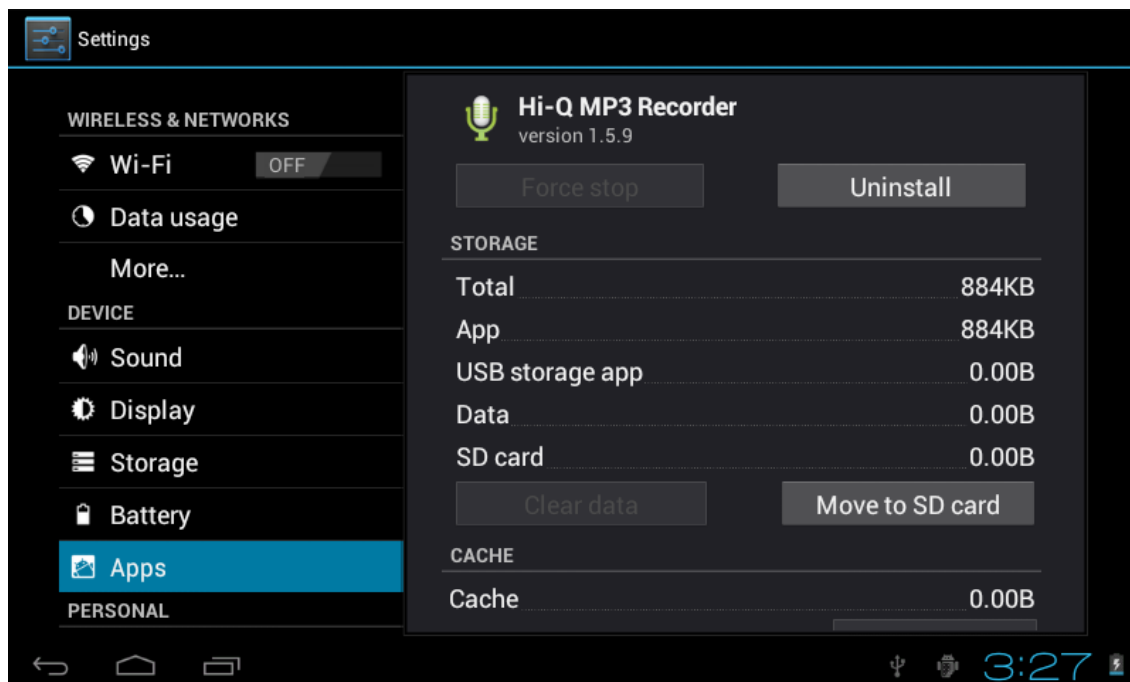 Settings
WIRELESS & NETWORKS
Wi-Fi OFF
Data usage
More...
DEVICE
Sound
Display
Storage
Battery
Apps
PERSONAL
Hi-Q MP3 Recorder
version 1.5.9
Force stop Uninstall
STORAGE
Total 884KB
App 884KB
USB storage app 0.00B
Data 0.00B
SD card 0.00B
Clear data Move to SD card
CACHE
Cache 0.00B
3:27